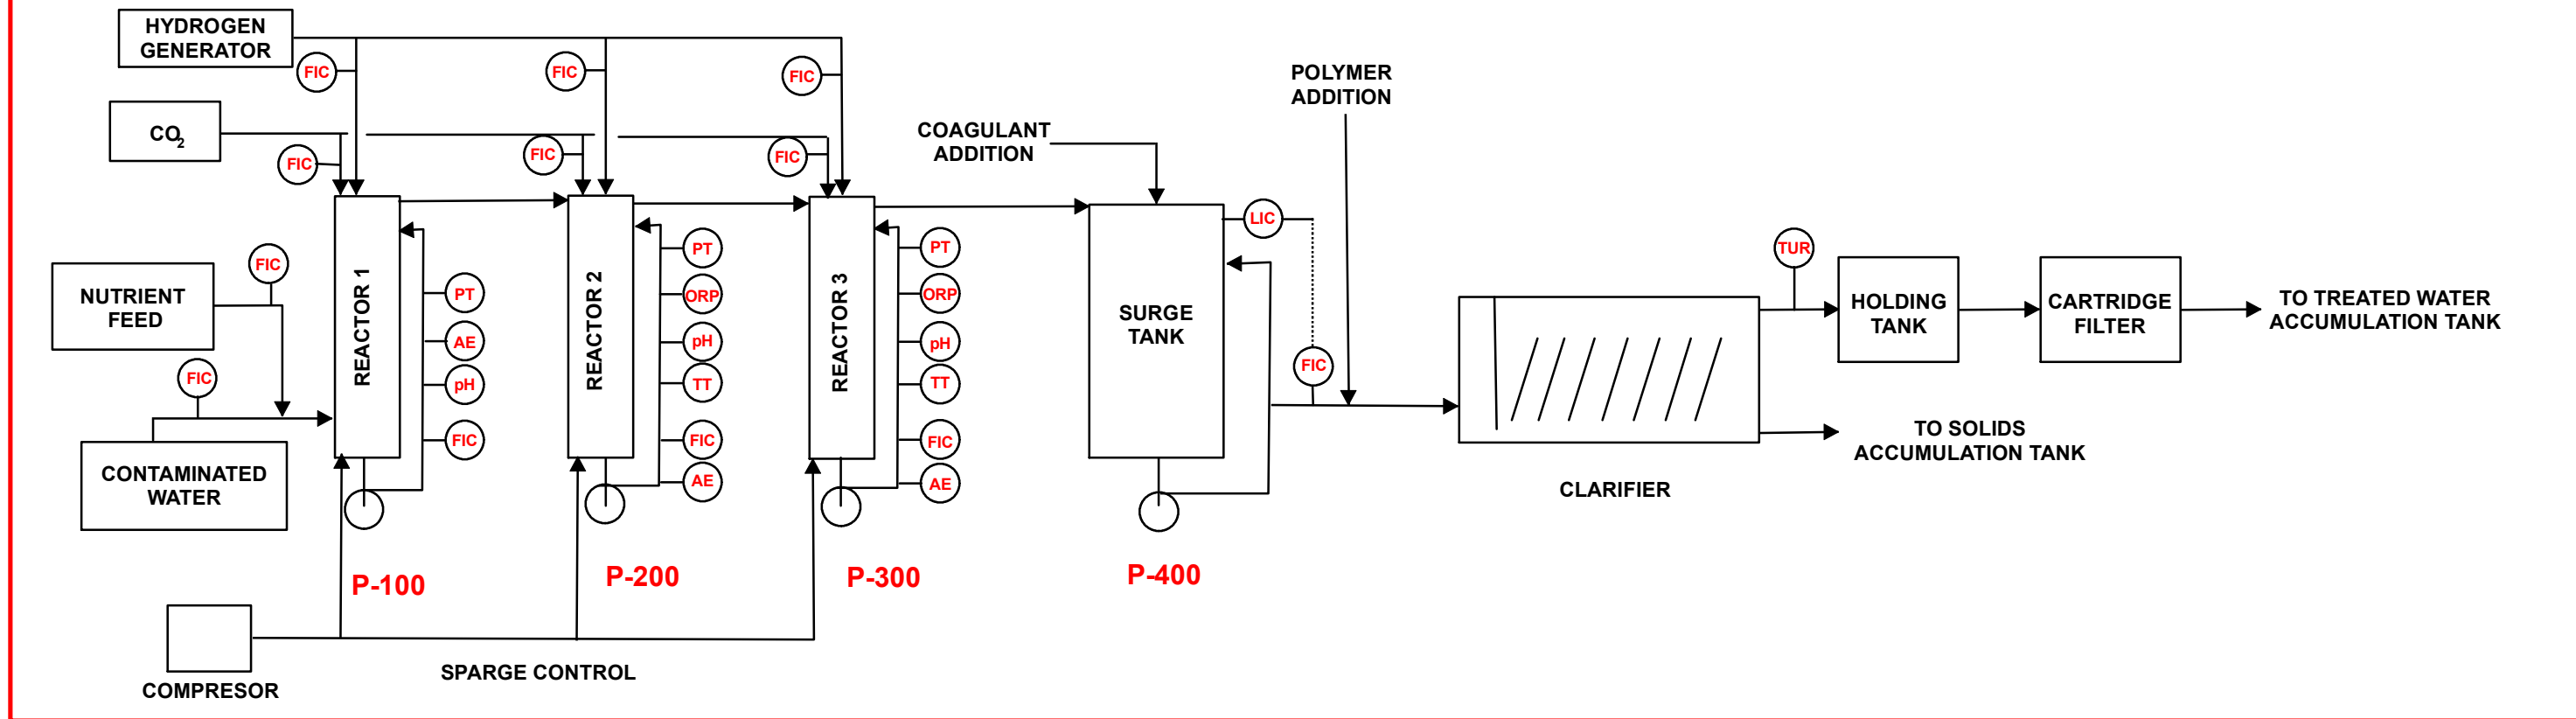 HYDROGEN
GENERATOR
FIC
FIC
FIC
CO2
FIC
FIC
FIC
COAGULANT
ADDITION
POLYMER
ADDITION
NUTRIENT
FEED
FIC
FIC
CONTAMINATED
WATER
REACTOR 1
PT
AE
pH
FIC
REACTOR 2
PT
ORP
pH
TT
FIC
AE
REACTOR 3
PT
ORP
pH
TT
FIC
AE
SURGE
TANK
LIC
FIC
TUR
HOLDING
TANK
CARTRIDGE
FILTER
TO TREATED WATER
ACCUMULATION TANK
TO SOLIDS
ACCUMULATION TANK
CLARIFIER
P-100
P-200
P-300
P-400
COMPRESOR
SPARGE CONTROL